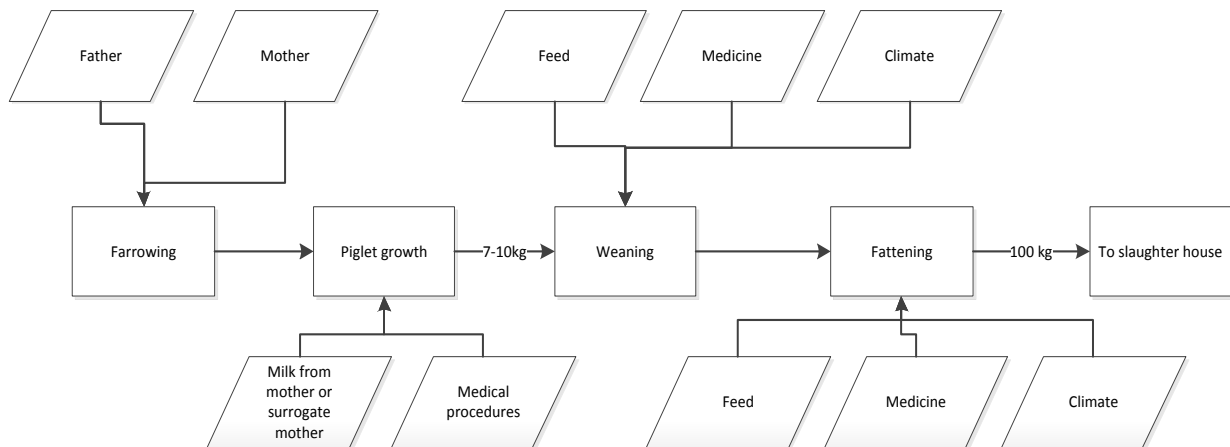 Father
Mother
Feed
Medicine
Climate
Farrowing
Piglet growth
7-10kg
Weaning
Fattening
100 kg
To slaughter house
Milk from
mother or
surrogate
mother
Medical
procedures
Feed
Medicine
Climate